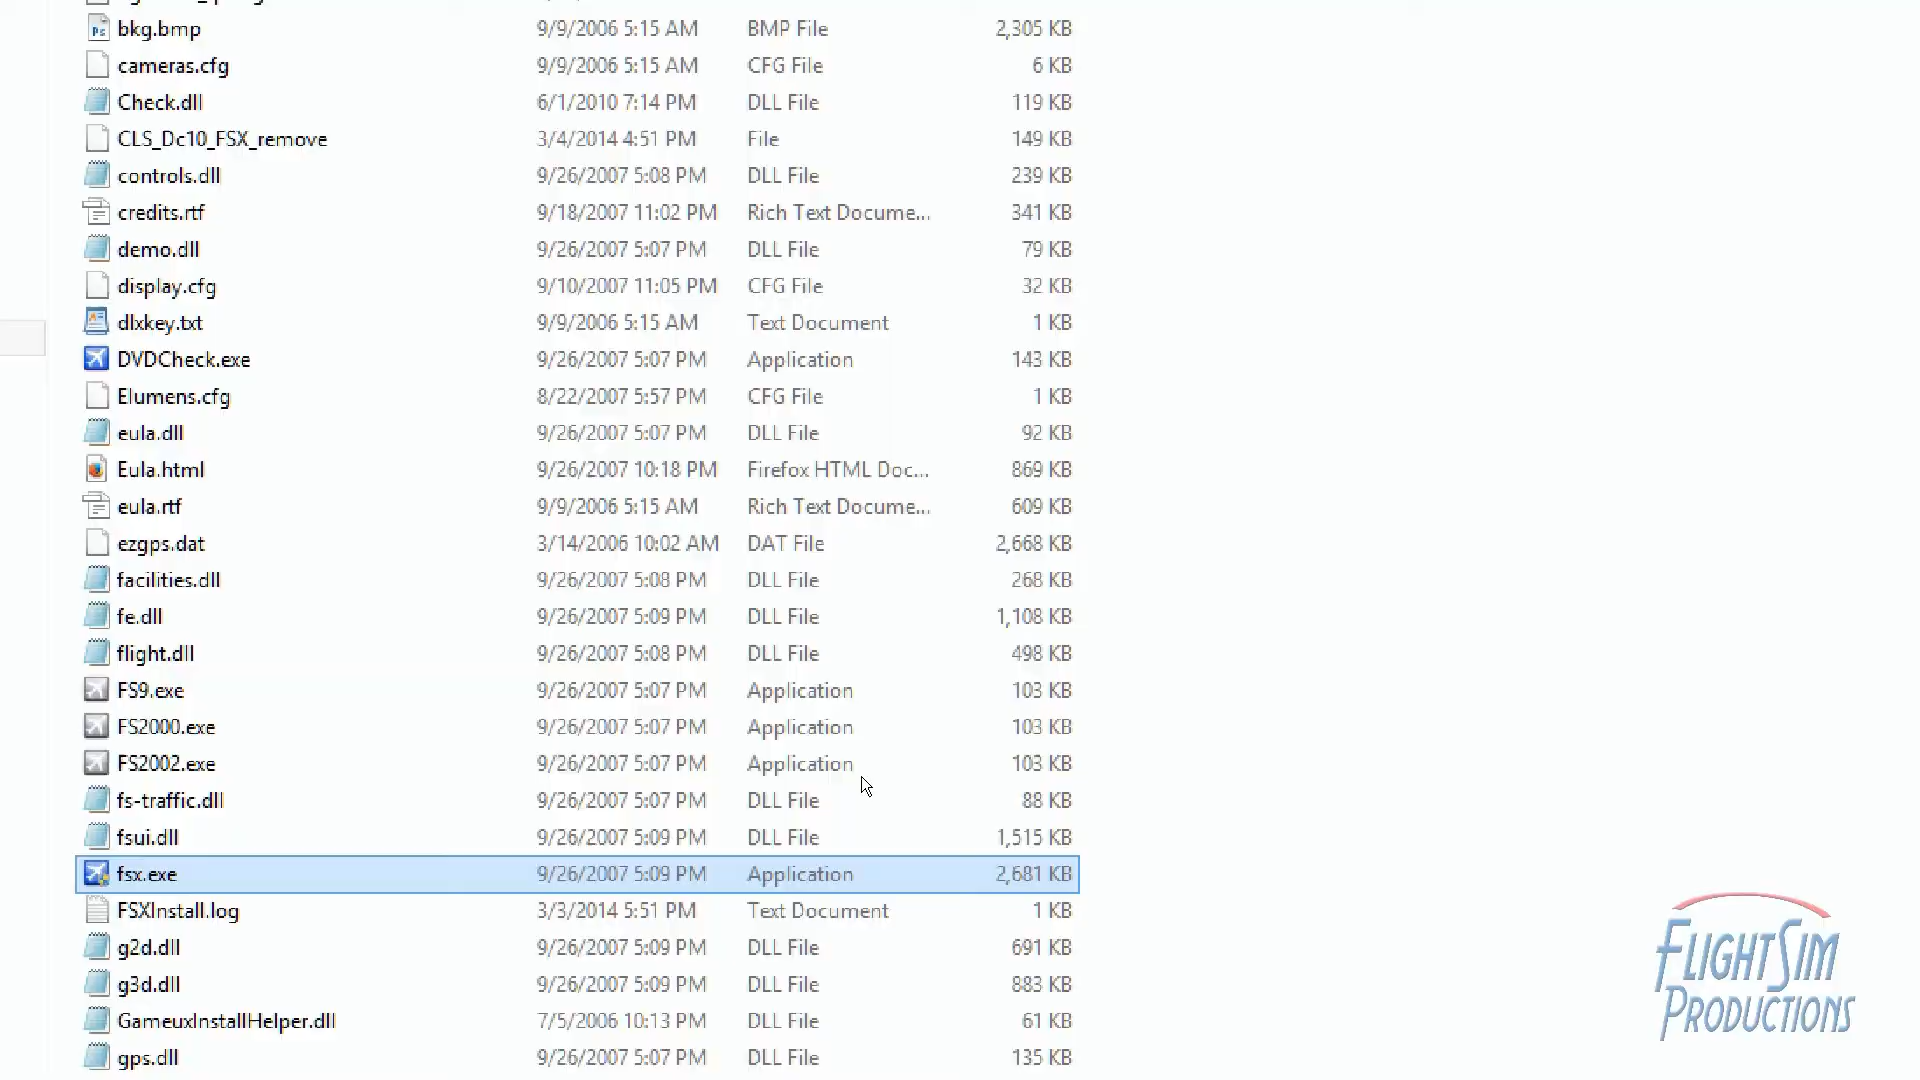 bkg.bmp 9/9/2006 5:15 AM BMP File 2,305 KB
cameras.cfg 9/9/2006 5:15 AM CFG File 6 KB
Check.dll 6/1/2010 7:14 PM DLL File 119 KB
CLS_Dc10_FSX_remove 3/4/2014 4:51 PM File 149 KB
controls.dll 9/26/2007 5:08 PM DLL File 239 KB
credits.rtf 9/18/2007 11:02 PM Rich Text Docume... 341 KB
demo.dll 9/26/2007 5:07 PM DLL File 79 KB
display.cfg 9/10/2007 11:05 PM CFG File 32 KB
dlxkey.txt 9/9/2006 5:15 AM Text Document 1 KB
DVDCheck.exe 9/26/2007 5:07 PM Application 143 KB
Elumens.cfg 8/22/2007 5:57 PM CFG File 1 KB
eula.dll 9/26/2007 5:07 PM DLL File 92 KB
Eula.html 9/26/2007 10:18 PM Firefox HTML Doc... 869 KB
eula.rtf 9/9/2006 5:15 AM Rich Text Docume... 609 KB
ezgps.dat 3/14/2006 10:02 AM DAT File 2,668 KB
facilities.dll 9/26/2007 5:08 PM DLL File 268 KB
fe.dll 9/26/2007 5:09 PM DLL File 1,108 KB
flight.dll 9/26/2007 5:08 PM DLL File 498 KB
FS9.exe 9/26/2007 5:07 PM Application 103 KB
FS2000.exe 9/26/2007 5:07 PM Application 103 KB
FS2002.exe 9/26/2007 5:07 PM Application 103 KB
fs-traffic.dll 9/26/2007 5:07 PM DLL File 88 KB
fsui.dll 9/26/2007 5:09 PM DLL File 1,515 KB
fsx.exe 9/26/2007 5:09 PM Application 2,681 KB
FSXInstall.log 3/3/2014 5:51 PM Text Document 1 KB
g2d.dll 9/26/2007 5:09 PM DLL File 691 KB
g3d.dll 9/26/2007 5:09 PM DLL File 883 KB
GameuxInstallHelper.dll 7/5/2006 10:13 PM DLL File 61 KB
gps.dll 9/26/2007 5:07 PM DLL File 135 KB
FLIGHTSIM
PRODUCTIONS